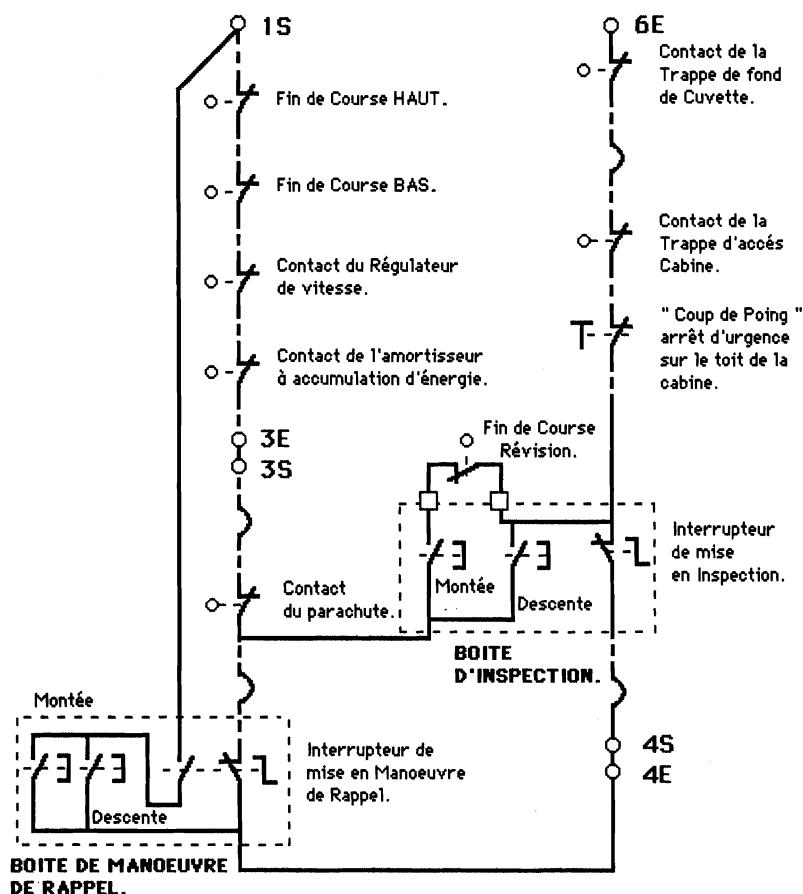 1S
6E
Contact de la
Trappe de fond
de Cuvette.
Fin de Course HAUT.
Fin de Course BAS.
Contact de la
Trappe d'accés
Cabine.
Contact du Régulateur
de vitesse.
" Coup de Poing "
arrêt d'urgence
sur le toit de la
cabine.
Contact de l'amortisseur
à accumulation d'énergie.
3E
3S
Fin de Course
Révision.
Interrupteur
de mise
en Inspection.
Montée
Descente
Contact
du parachute.
BOITE
D'INSPECTION.
Montée
Interrupteur de
mise en Manoeuvre
de Rappel.
Descente
4S
4E
BOITE DE MANOEUVRE
DE RAPPEL.